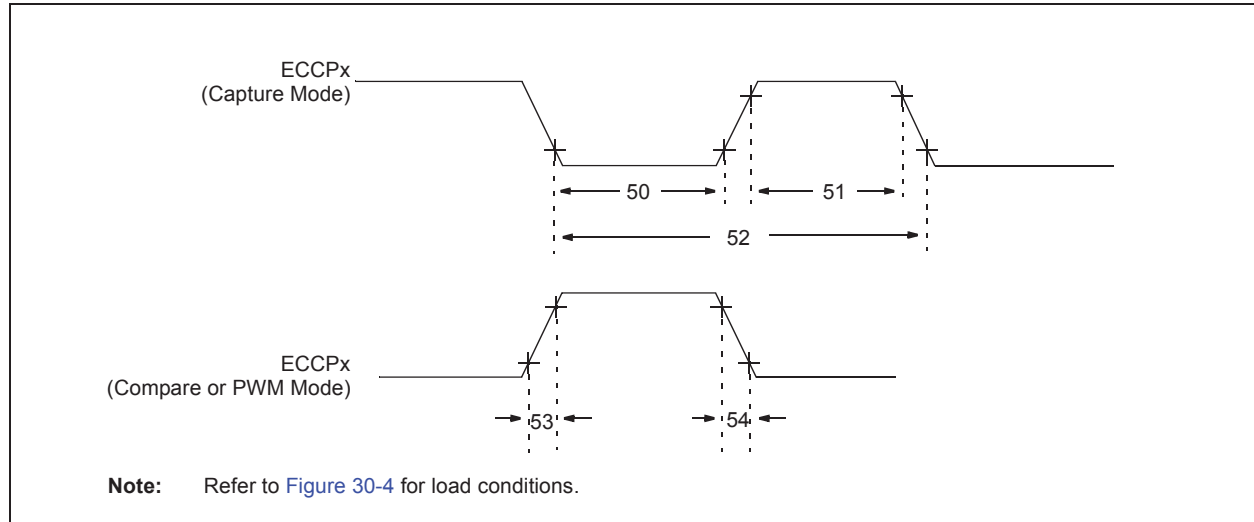 ECCPx
(Capture Mode)
50
51
52
ECCPx
(Compare or PWM Mode)
53
54
Note: Refer to Figure 30-4 for load conditions.